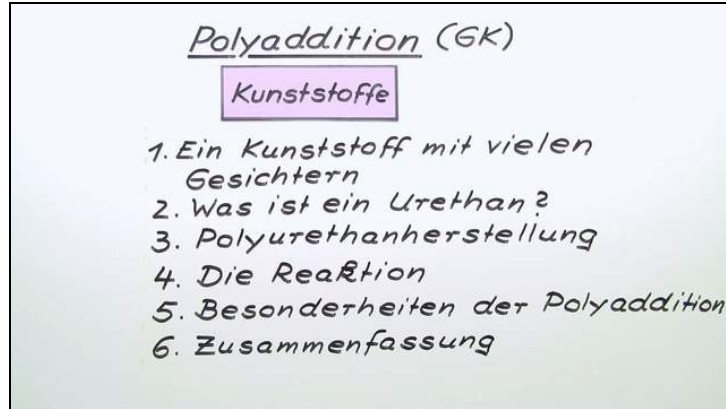 Polyaddition (GK)
Kunststoffe
1. Ein Kunststoff mit vielen
Gesichtern
2. Was ist ein Urethan?
3. Polyurethanherstellung
4. Die Reaktion
5. Besonderheiten der Polyaddition
6. Zusammenfassung